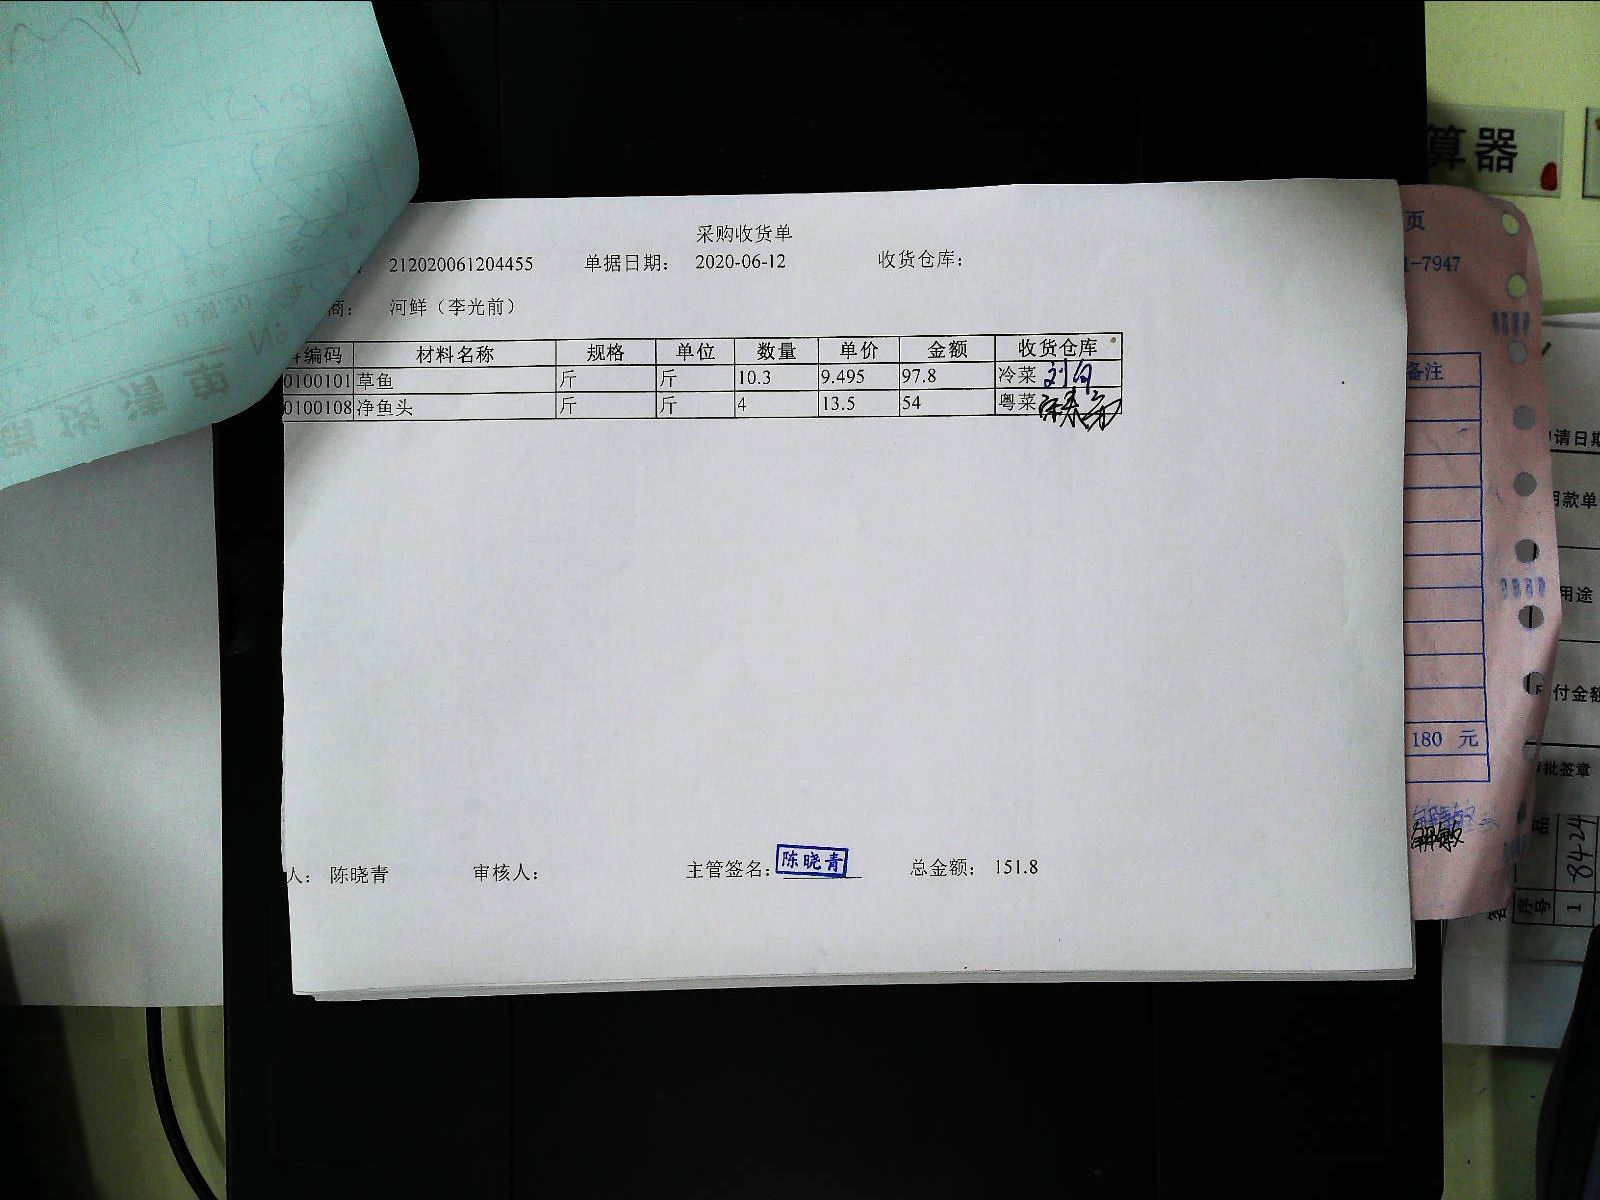 采购收货单
212020061204455 单据日期: 2020-06-12 收货仓库:
商: 河鲜（李光前）
编码 材料名称 规格 单位 数量 单价 金额 收货仓库
0100101 草鱼 斤 斤 10.3 9.495 97.8 冷菜
0100108 净鱼头 斤 斤 4 13.5 54 粤菜
人: 陈晓青 审核人: 主管签名: 陈晓青 总金额: 151.8
算器
页
1-7947
备注
180 元
请日期
用款单
用途
付金额
批签章
序号
1
8424